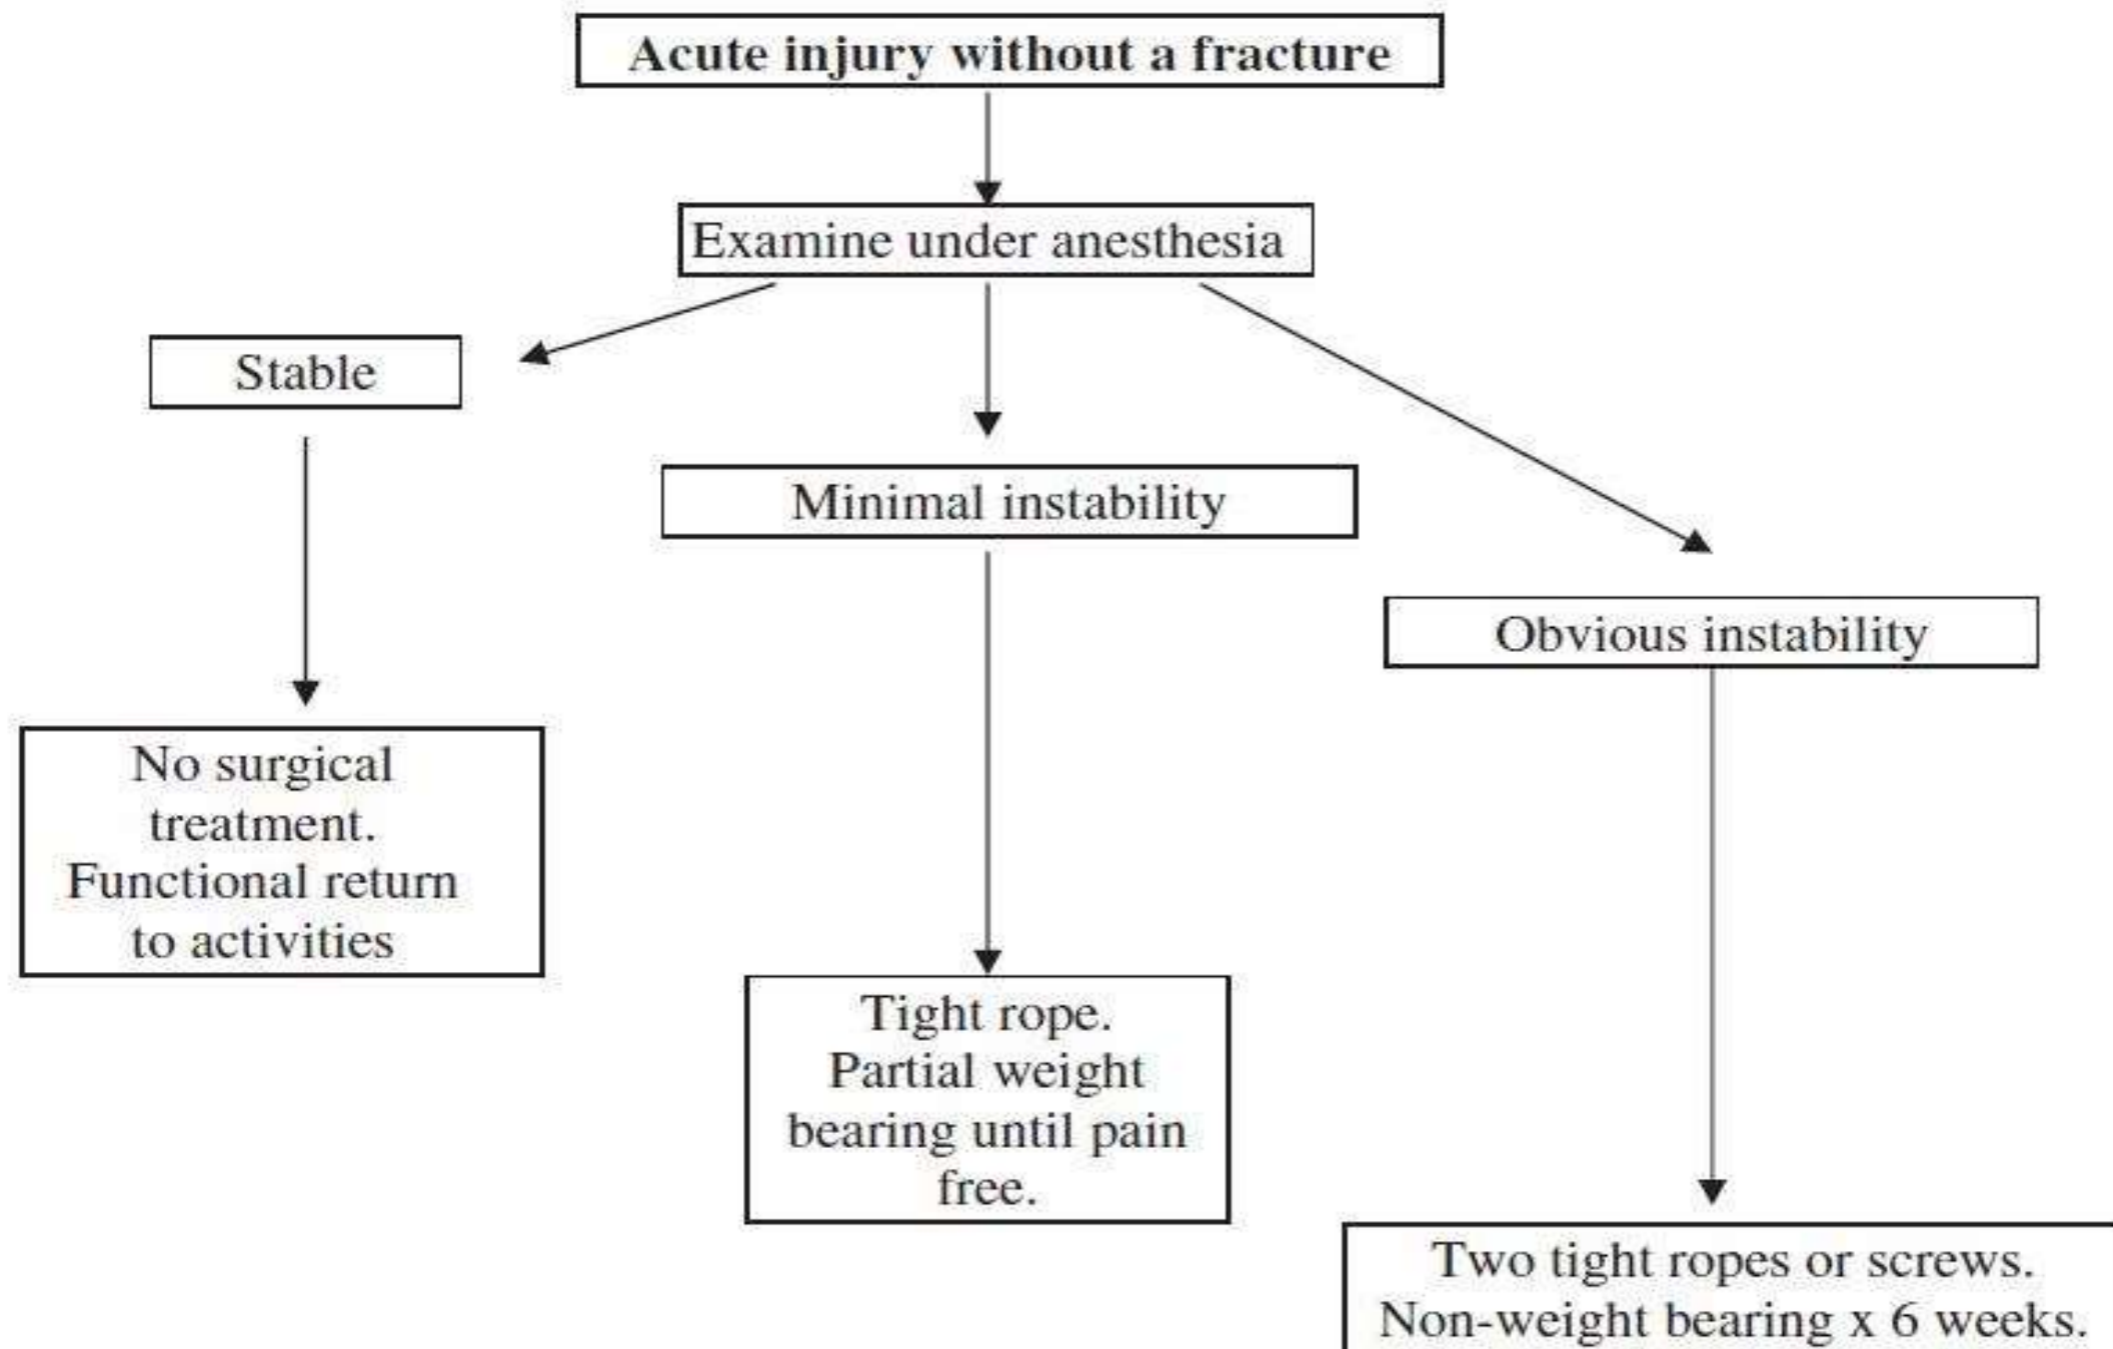 Acute injury without a fracture
Examine under anesthesia
Stable
Minimal instability
Obvious instability
No surgical
treatment.
Functional return
to activities
Tight rope.
Partial weight
bearing until pain
free.
Two tight ropes or screws.
Non-weight bearing x 6 weeks.